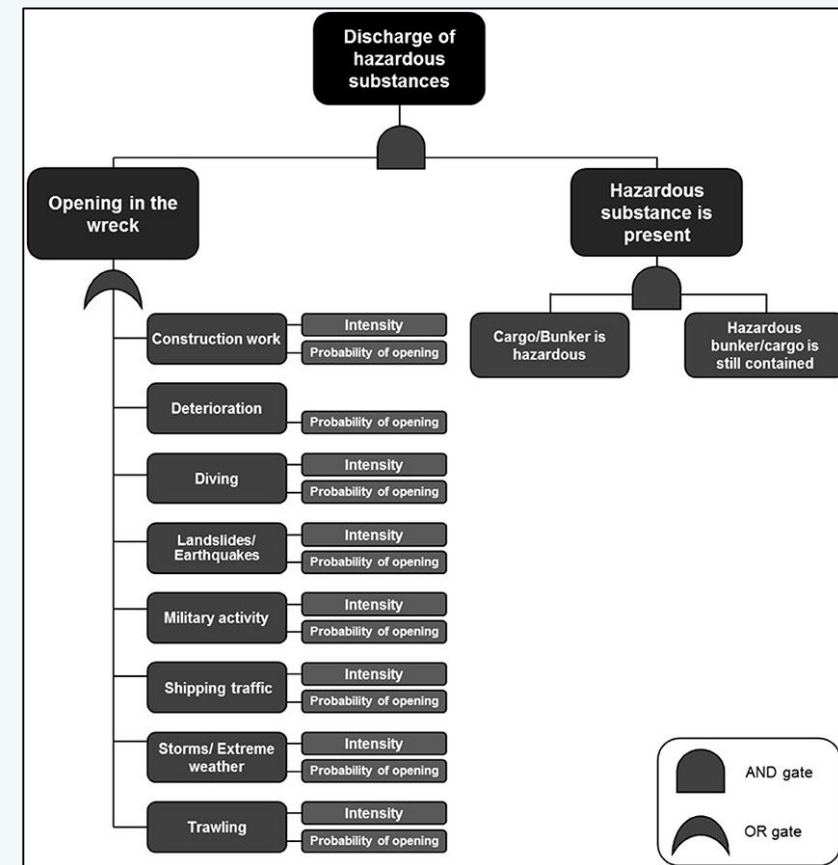 Discharge of
hazardous
substances
Opening in the
wreck
Hazardous
substance is
present
Construction work
Intensity
Probability of opening
Cargo/Bunker is
hazardous
Hazardous
bunker/cargo is
still contained
Deterioration
Probability of opening
Diving
Intensity
Probability of opening
Landslides/
Earthquakes
Intensity
Probability of opening
Military activity
Intensity
Probability of opening
Shipping traffic
Intensity
Probability of opening
Storms/ Extreme
weather
Intensity
Probability of opening
Trawling
Intensity
Probability of opening
AND gate
OR gate